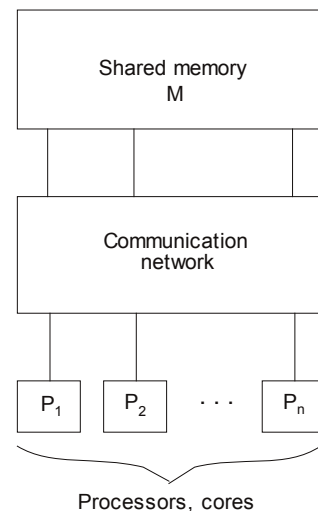 Shared memory
M
Communication
network
P₁ P₂ · · · Pₙ
Processors, cores